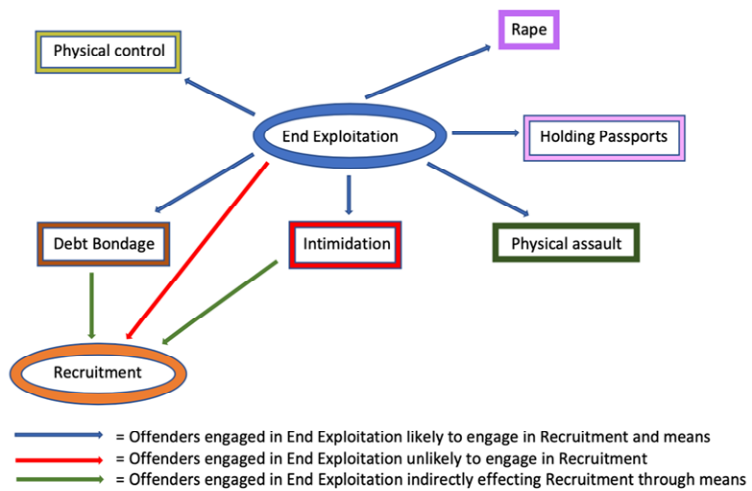 Rape
Physical control
End Exploitation
Holding Passports
Debt Bondage
Intimidation
Physical assault
Recruitment
= Offenders engaged in End Exploitation likely to engage in Recruitment and means
= Offenders engaged in End Exploitation unlikely to engage in Recruitment
= Offenders engaged in End Exploitation indirectly effecting Recruitment through means